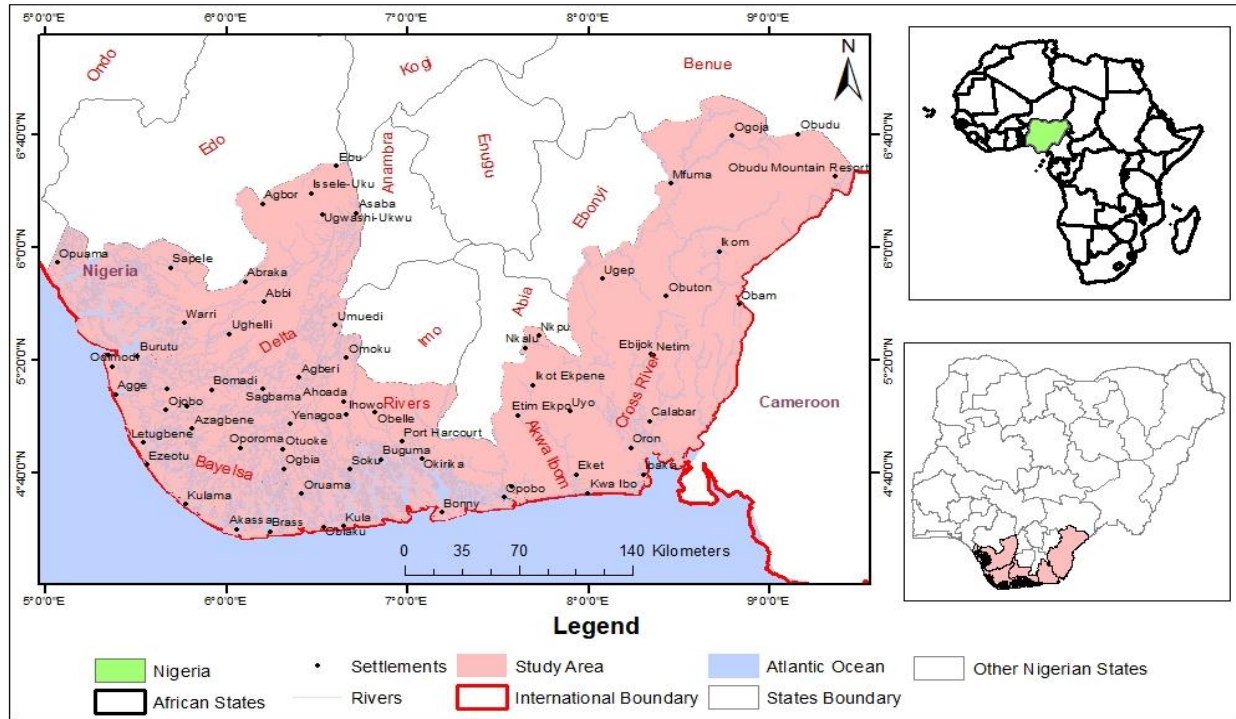 5°0'0"E 6°0'0"E 7°0'0"E 8°0'0"E 9°0'0"E
N
Ondo
Kogi
Benue
Edo
Anambra
Enugu
Ebonyi
6°40'0"N
6°0'0"N
5°20'0"N
4°40'0"N
Ogoja
Obudu
Obudu Mountain Resort
Mfuma
Ebu
Issele-Uku
Agbor
Asaba
Ugwashi-Ukwu
Opuama
Nigeria
Sapele
Abraka
Abbi
Ikom
Ugep
Obuton
Obam
Warri
Ughelli
Umuedi
Delta
Imo
Abia
Nkpu
Nkalu
Omoku
Burutu
Odimodi
Ebijok
Netim
Agge
Bomadi
Agberi
Sagbama
Ahoada
Ikot Ekpene
Cross River
Cameroon
Ojobo
Ihowo
Rivers
Obelle
Etim Ekpo
Uyo
Calabar
Azagbene
Yenagoa
Letugbene
Oporoma
Otuoke
Port Harcourt
Akwa Ibom
Oron
Ezeotu
Bayelsa
Ogbia
Soku
Buguma
Okirika
Eket
Ibaka
Kulama
Oruama
Opobo
Kwa Ibo
Bonny
Akassa
Brass
Kula
Oblaku
0 35 70 140 Kilometers
6°40'0"N
6°0'0"N
5°20'0"N
4°40'0"N
5°0'0"E 6°0'0"E 7°0'0"E 8°0'0"E 9°0'0"E
Legend
Nigeria
Settlements
Study Area
Atlantic Ocean
Other Nigerian States
African States
Rivers
International Boundary
States Boundary